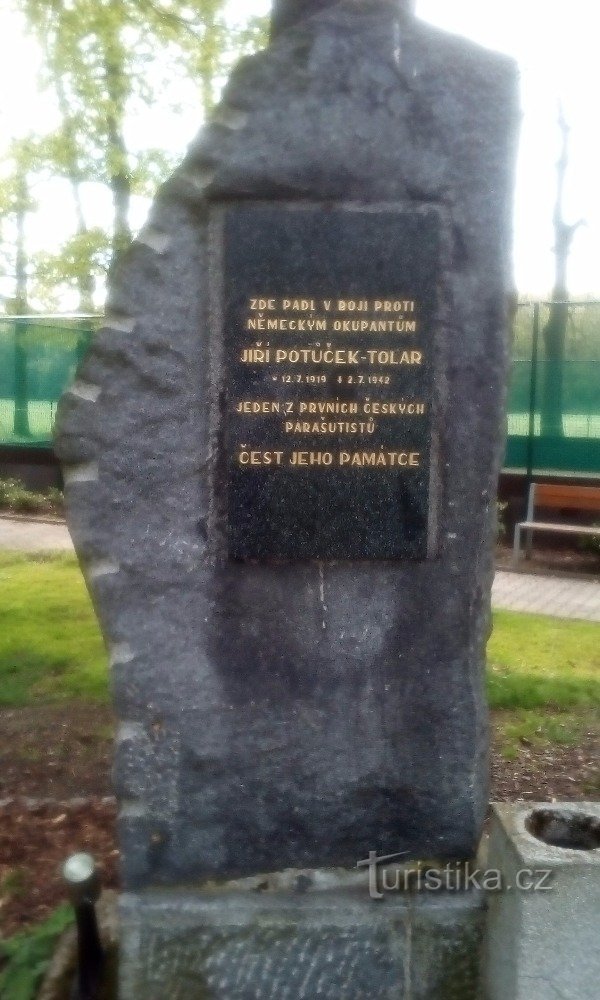 ZDE PADL V BOJI PROTI
NĚMECKÝM OKUPANTŮM
JIŘÍ POTŮČEK-TOLAR
* 12.7.1919 ‡ 2.7.1942
JEDEN Z PRVNÍCH ČESKÝCH
PARAŠUTISTŮ
ČEST JEHO PAMÁTCE
Turistika.cz